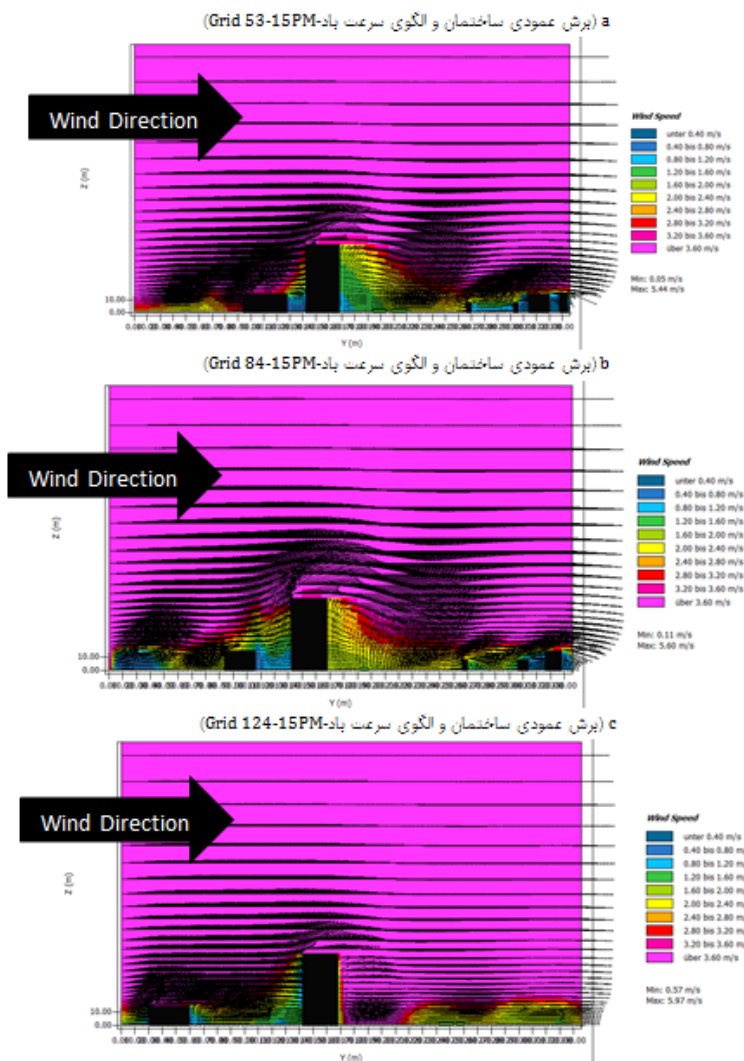 a (برش عمودی ساختمان و الگوی سرعت باد-Grid 53-15PM)
Wind Direction
Z (m)
10.00
0.00
Y (m)
Wind Speed
unter 0.40 m/s
0.40 bis 0.80 m/s
0.80 bis 1.20 m/s
1.20 bis 1.60 m/s
1.60 bis 2.00 m/s
2.00 bis 2.40 m/s
2.40 bis 2.80 m/s
2.80 bis 3.20 m/s
3.20 bis 3.60 m/s
über 3.60 m/s
Min: 0.05 m/s
Max: 5.44 m/s
b (برش عمودی ساختمان و الگوی سرعت باد-Grid 84-15PM)
Wind Direction
Z (m)
10.00
0.00
Y (m)
Wind Speed
unter 0.40 m/s
0.40 bis 0.80 m/s
0.80 bis 1.20 m/s
1.20 bis 1.60 m/s
1.60 bis 2.00 m/s
2.00 bis 2.40 m/s
2.40 bis 2.80 m/s
2.80 bis 3.20 m/s
3.20 bis 3.60 m/s
über 3.60 m/s
Min: 0.11 m/s
Max: 5.60 m/s
c (برش عمودی ساختمان و الگوی سرعت باد-Grid 124-15PM)
Wind Direction
Z (m)
10.00
0.00
Y (m)
Wind Speed
unter 0.40 m/s
0.40 bis 0.80 m/
0.80 bis 1.20 m/
1.20 bis 1.60 m/
1.60 bis 2.00 m/
2.00 bis 2.40 m/
2.40 bis 2.80 m/
2.80 bis 3.20 m/
3.20 bis 3.60 m/
über 3.60 m/s
Min: 0.57 m/s
Max: 5.97 m/s